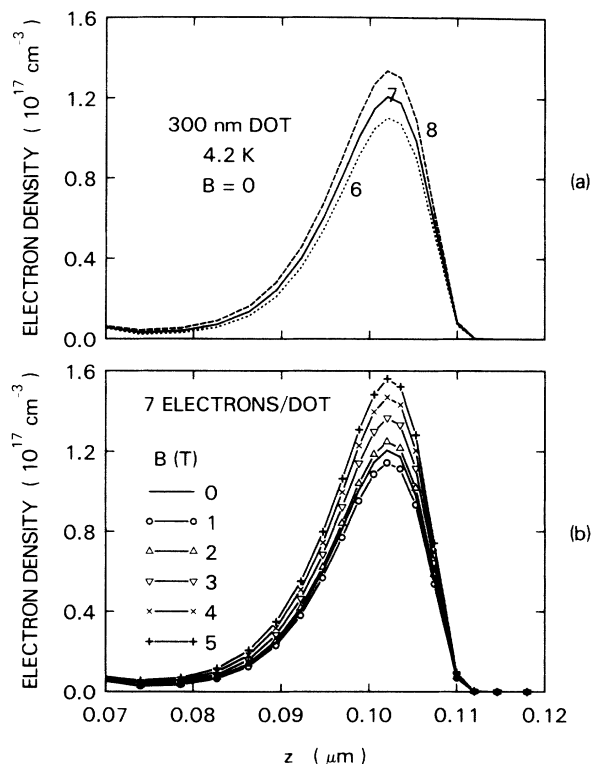 1.6
1.2
0.8
0.4
0.0
ELECTRON DENSITY ( 10^17 cm^-3 )
300 nm DOT
4.2 K
B = 0
7
8
6
(a)
1.6
1.2
0.8
0.4
0.0
ELECTRON DENSITY ( 10^17 cm^-3 )
7 ELECTRONS/DOT
B (T)
0
1
2
3
4
5
(b)
0.07 0.08 0.09 0.10 0.11 0.12
z ( μm )